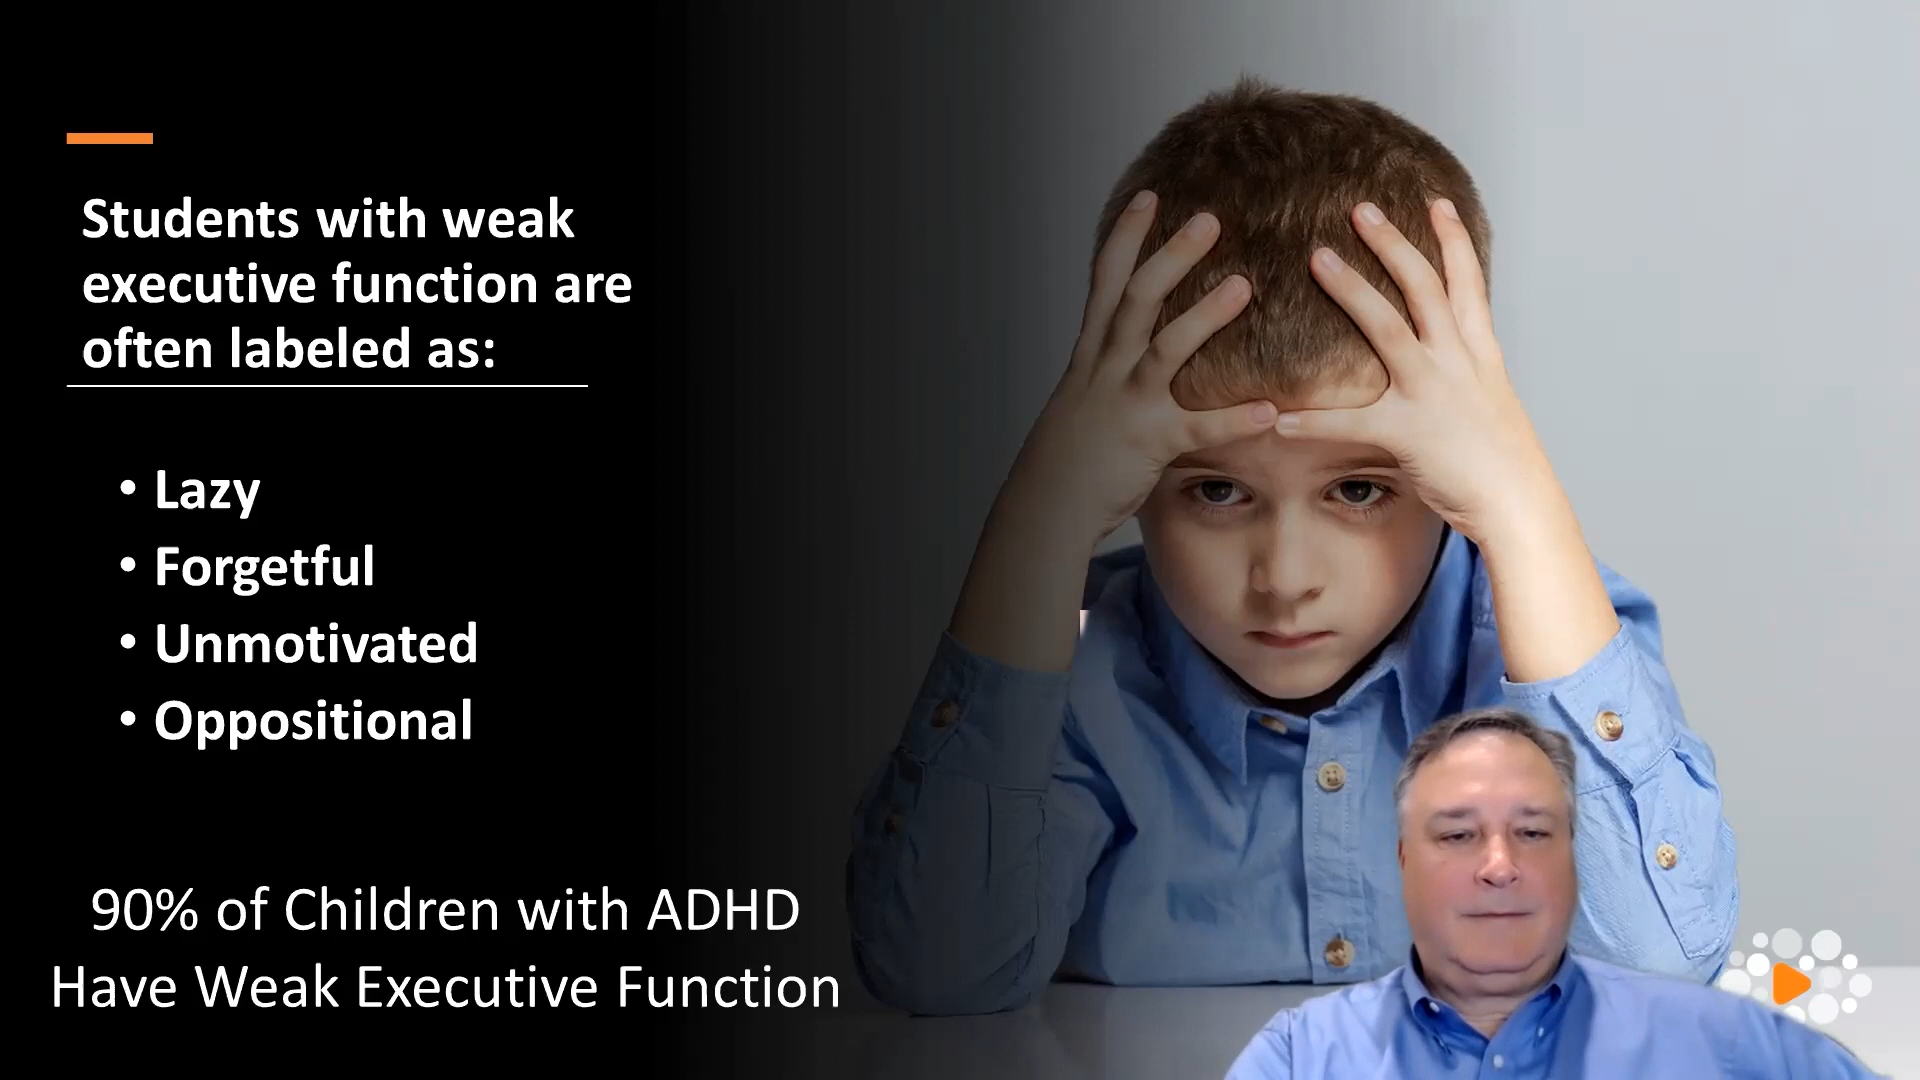 Students with weak
executive function are
often labeled as:
• Lazy
• Forgetful
• Unmotivated
• Oppositional
90% of Children with ADHD
Have Weak Executive Function